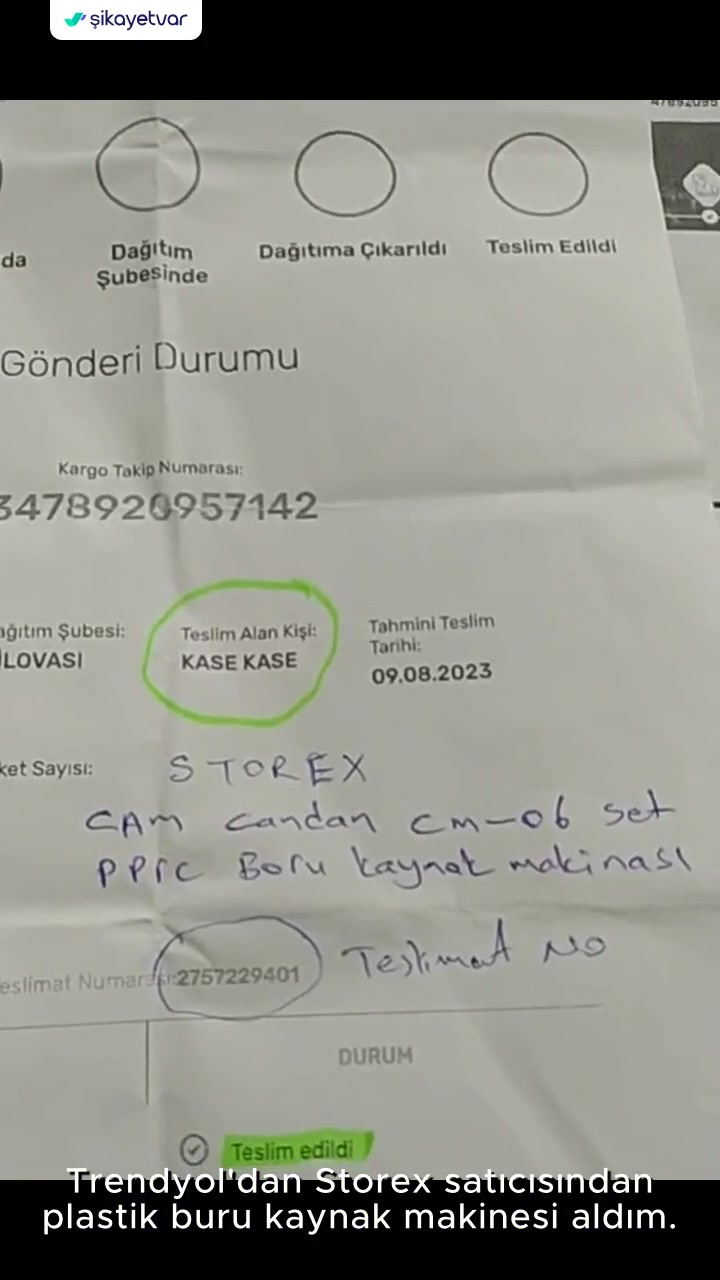 şikayetvar
da
Dağıtım
Şubesinde
Dağıtıma Çıkarıldı
Teslim Edildi
Gönderi Durumu
Kargo Takip Numarası:
3478920957142
ağıtım Şubesi:
LOVASI
Teslim Alan Kişi:
KASE KASE
Tahmini Teslim
Tarihi:
09.08.2023
ket Sayısı:
STOREX
CAM candan cm-06 set
PPrc Boru kaynak makinası
eslimat Numarası:2757229401
Teslimat No
DURUM
Teslim edildi
Trendyol'dan Storex satıcısından
plastik buru kaynak makinesi aldım.